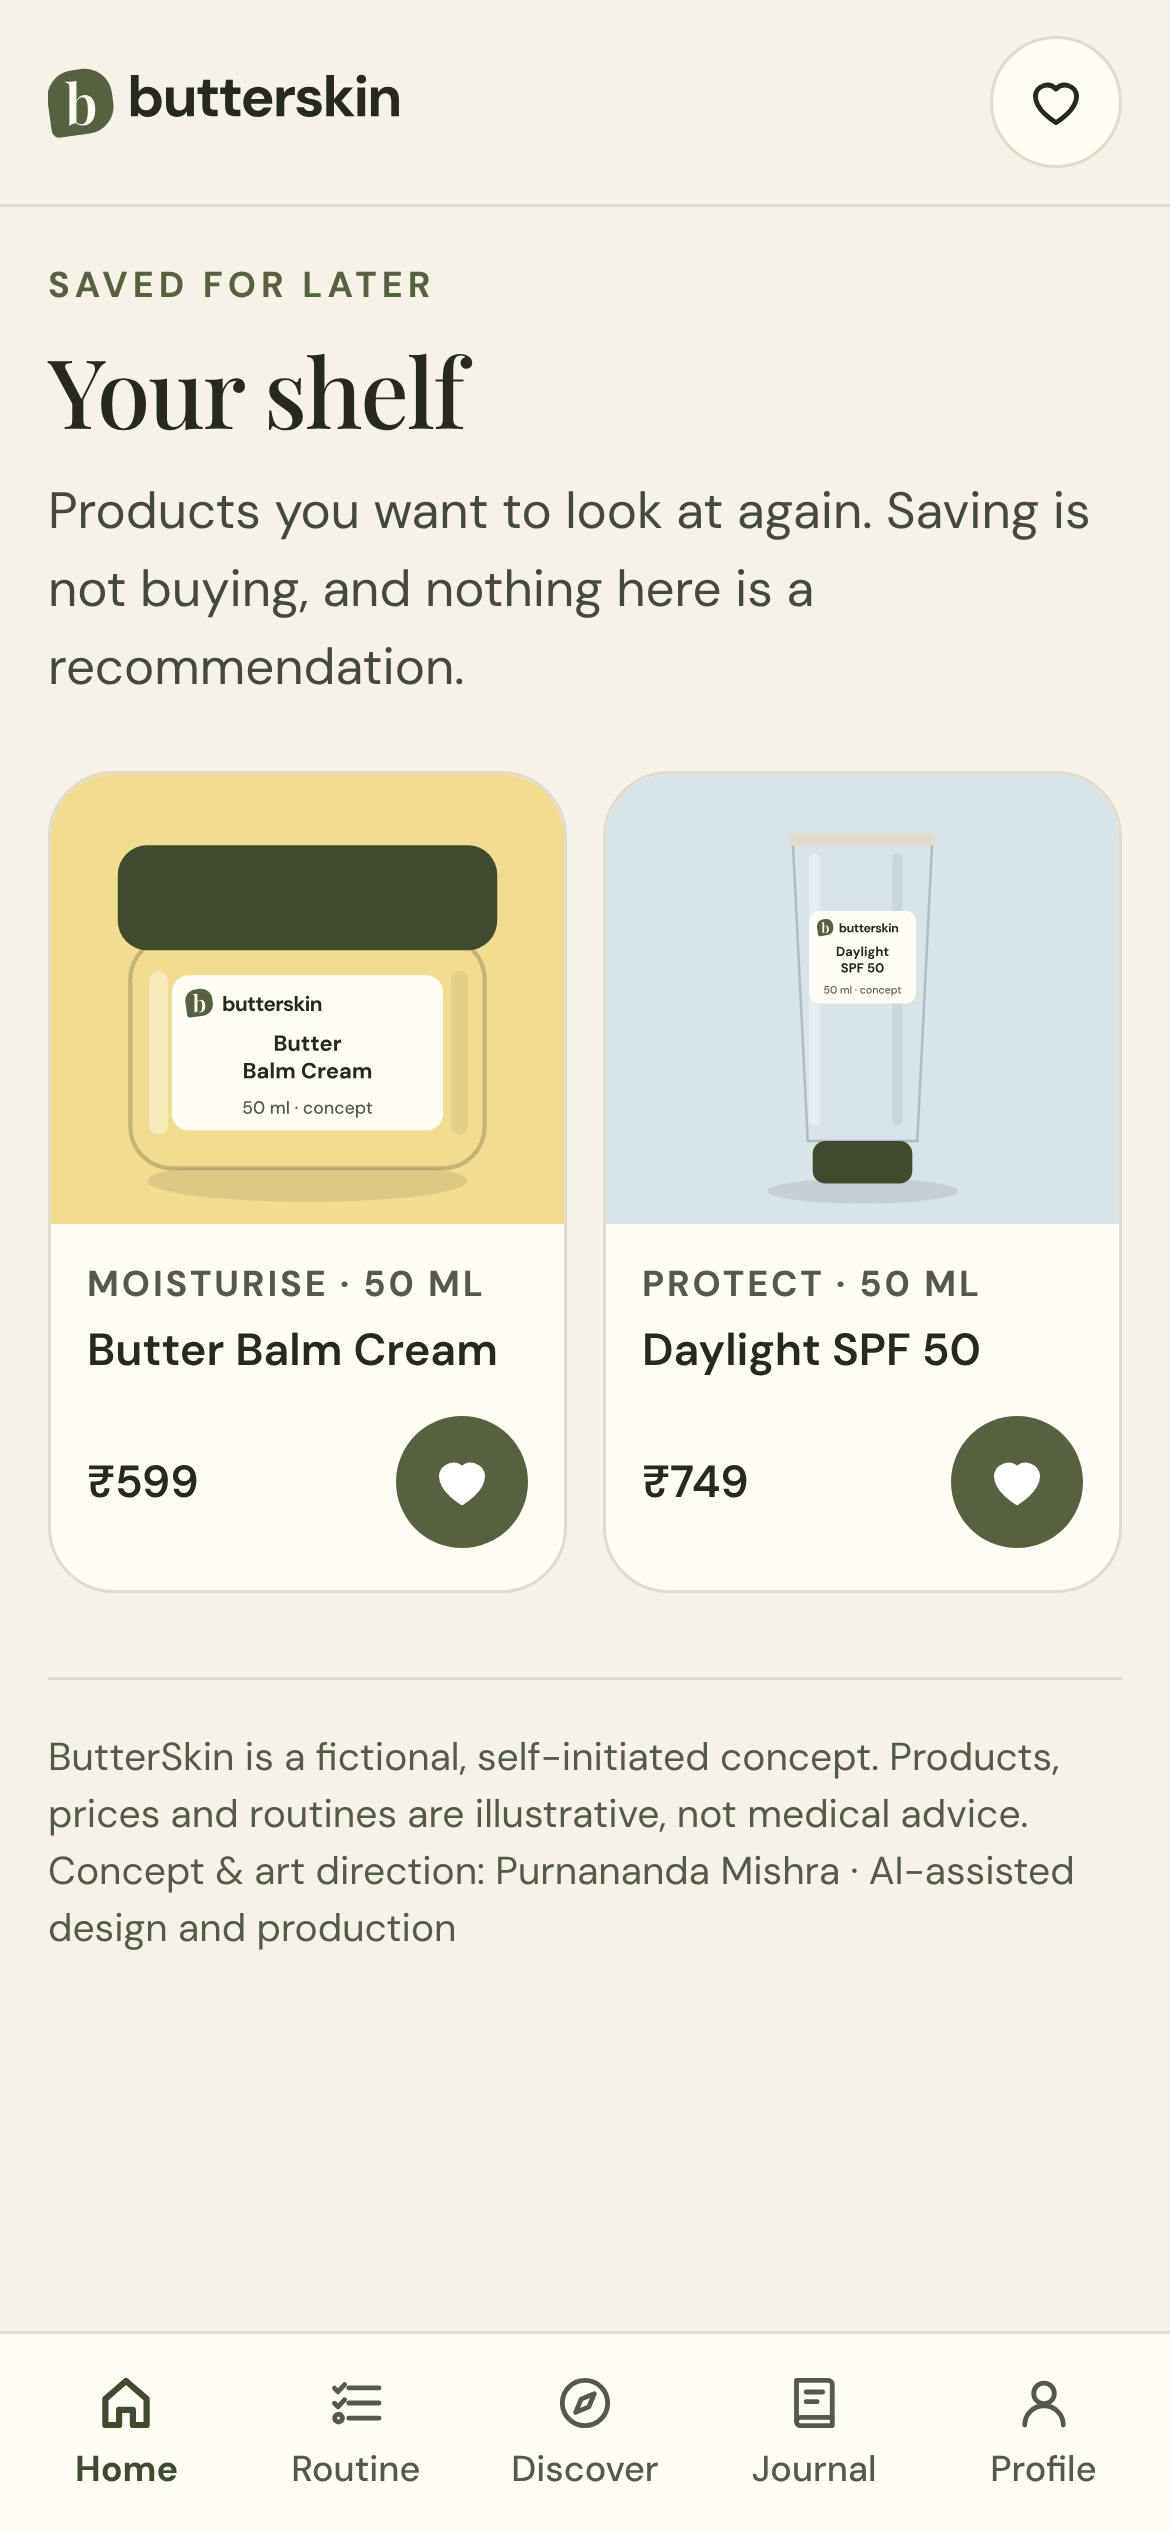 b butterskin
SAVED FOR LATER
Your shelf
Products you want to look at again. Saving is
not buying, and nothing here is a
recommendation.
b butterskin
Butter
Balm Cream
50 ml · concept
MOISTURISE · 50 ML
Butter Balm Cream
₹599
b butterskin
Daylight
SPF 50
50 ml · concept
PROTECT · 50 ML
Daylight SPF 50
₹749
ButterSkin is a fictional, self-initiated concept. Products,
prices and routines are illustrative, not medical advice.
Concept & art direction: Purnananda Mishra · AI-assisted
design and production
Home
Routine
Discover
Journal
Profile